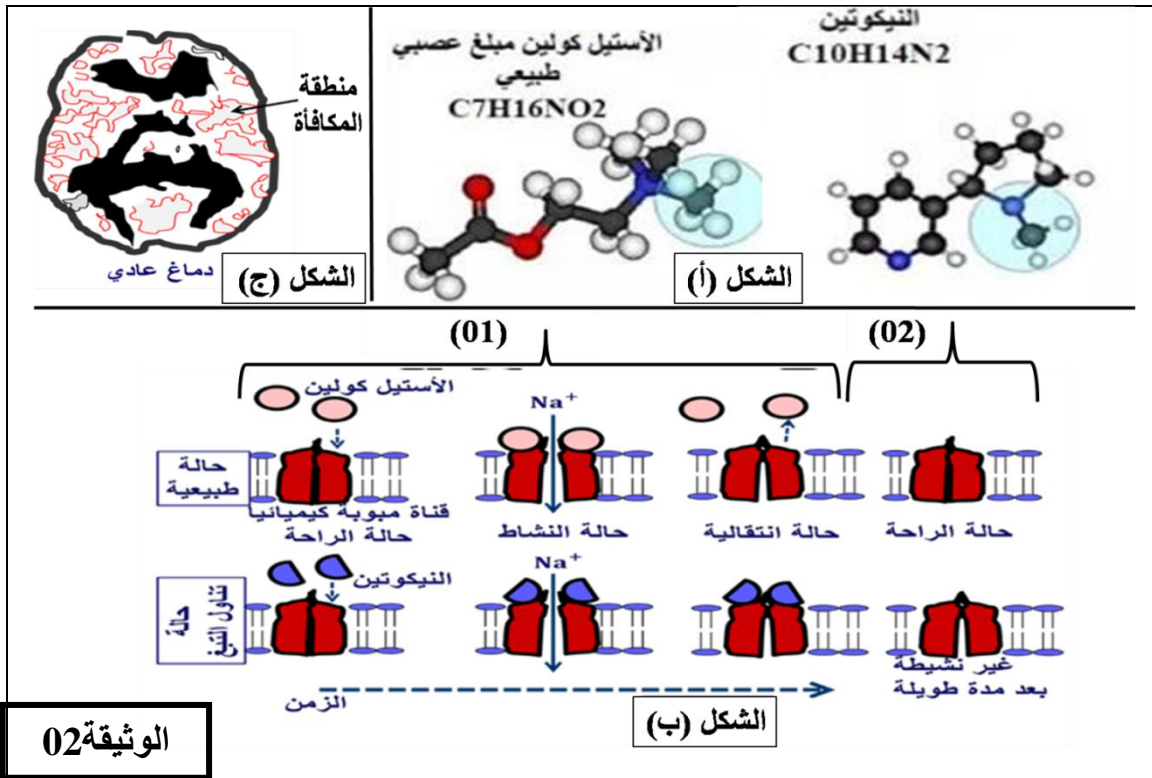 النيكوتين
C10H14N2
الأستيل كولين مبلغ عصبي
طبيعي
C7H16NO2
الشكل (أ)
منطقة
المكافأة
دماغ عادي
الشكل (ج)
(01)
(02)
الأستيل كولين
Na+
حالة
طبيعية
قناة مبوبة كيميائيا
حالة الراحة
حالة النشاط
حالة انتقالية
حالة الراحة
النيكوتين
Na+
حالة
تناول التبغ
غير نشيطة
بعد مدة طويلة
الزمن
الشكل (ب)
الوثيقة02